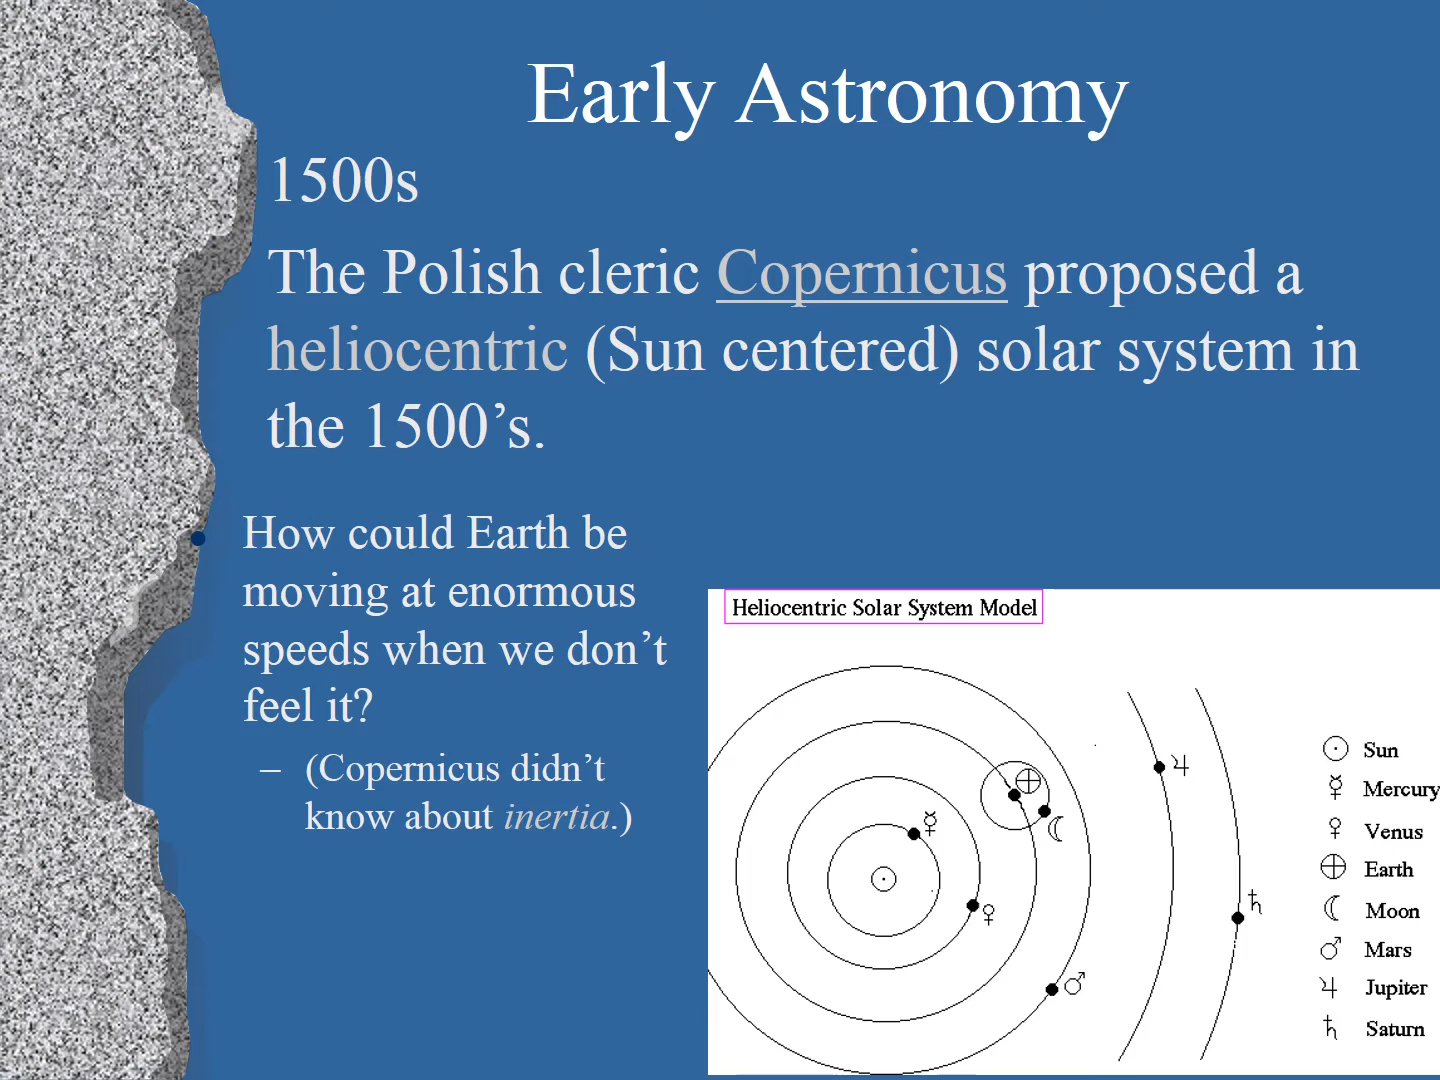 Early Astronomy
1500s
The Polish cleric Copernicus proposed a
heliocentric (Sun centered) solar system in
the 1500’s.
• How could Earth be
moving at enormous
speeds when we don’t
feel it?
– (Copernicus didn’t
know about inertia.)
Heliocentric Solar System Model
☉ Sun
☿ Mercury
♀ Venus
⊕ Earth
☾ Moon
♂ Mars
♃ Jupiter
♄ Saturn